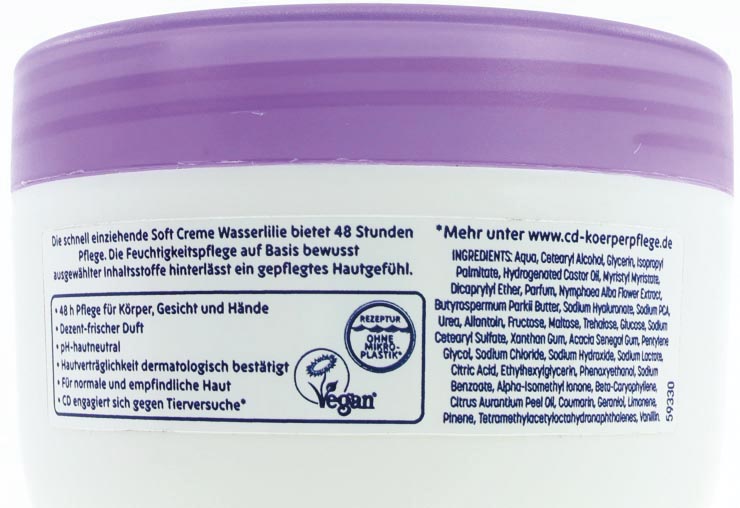 Die schnell einziehende Soft Creme Wasserlilie bietet 48 Stunden
Pflege. Die Feuchtigkeitspflege auf Basis bewusst
ausgewählter Inhaltsstoffe hinterlässt ein gepflegtes Hautgefühl.
• 48 h Pflege für Körper, Gesicht und Hände
• Dezent-frischer Duft
• pH-hautneutral
• Hautverträglichkeit dermatologisch bestätigt
• Für normale und empfindliche Haut
• CD engagiert sich gegen Tierversuche*
REZEPTUR
OHNE
MIKRO-
PLASTIK*
Vegan
*Mehr unter www.cd-koerperpflege.de
INGREDIENTS: Aqua, Cetearyl Alcohol, Glycerin, Isopropyl
Palmitate, Hydrogenated Castor Oil, Myristyl Myristate,
Dicaprylyl Ether, Parfum, Nymphaea Alba Flower Extract,
Butyrospermum Parkii Butter, Sodium Hyaluronate, Sodium PCA,
Urea, Allantoin, Fructose, Maltose, Trehalose, Glucose, Sodium
Cetearyl Sulfate, Xanthan Gum, Acacia Senegal Gum, Pentylene
Glycol, Sodium Chloride, Sodium Hydroxide, Sodium Lactate,
Citric Acid, Ethylhexylglycerin, Phenoxyethanol, Sodium
Benzoate, Alpha-Isomethyl Ionone, Beta-Caryophyllene,
Citrus Aurantium Peel Oil, Coumarin, Geraniol, Limonene,
Pinene, Tetramethylacetyloctahydronaphthalenes, Vanillin.
59330